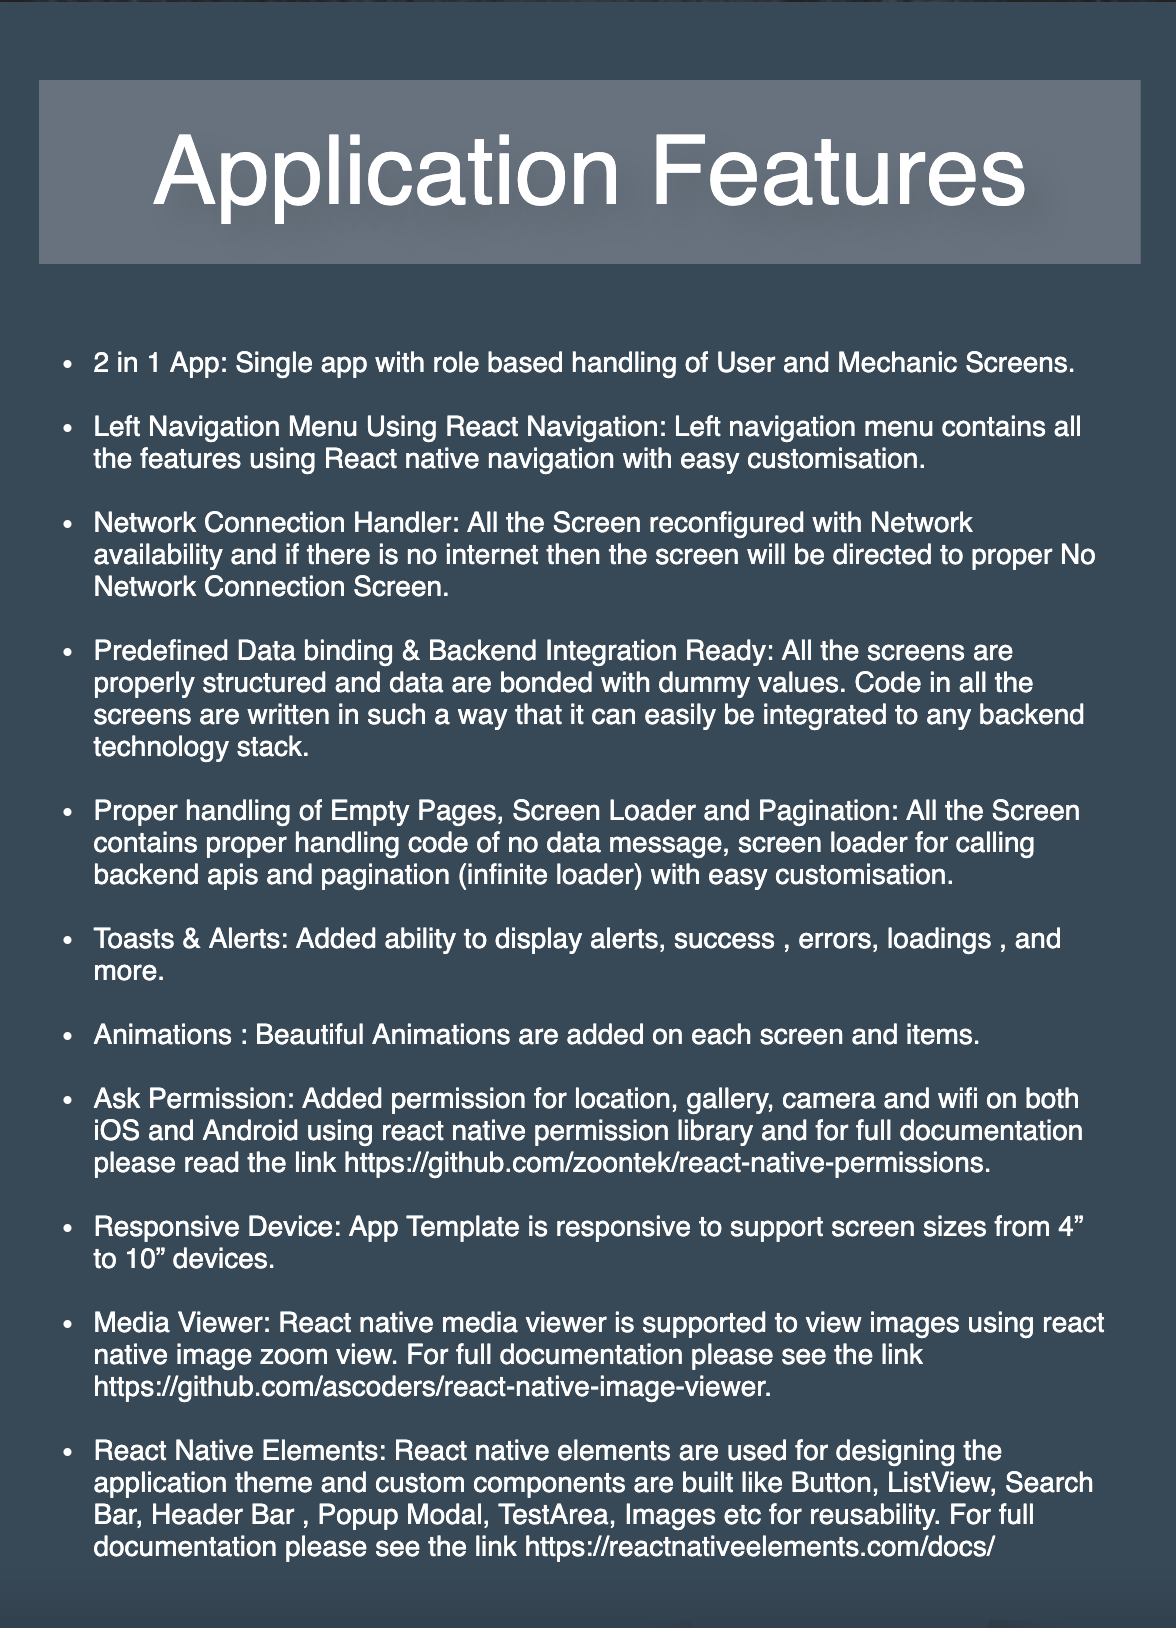 Application Features
• 2 in 1 App: Single app with role based handling of User and Mechanic Screens.
• Left Navigation Menu Using React Navigation: Left navigation menu contains all
the features using React native navigation with easy customisation.
• Network Connection Handler: All the Screen reconfigured with Network
availability and if there is no internet then the screen will be directed to proper No
Network Connection Screen.
• Predefined Data binding & Backend Integration Ready: All the screens are
properly structured and data are bonded with dummy values. Code in all the
screens are written in such a way that it can easily be integrated to any backend
technology stack.
• Proper handling of Empty Pages, Screen Loader and Pagination: All the Screen
contains proper handling code of no data message, screen loader for calling
backend apis and pagination (infinite loader) with easy customisation.
• Toasts & Alerts: Added ability to display alerts, success , errors, loadings , and
more.
• Animations : Beautiful Animations are added on each screen and items.
• Ask Permission: Added permission for location, gallery, camera and wifi on both
iOS and Android using react native permission library and for full documentation
please read the link https://github.com/zoontek/react-native-permissions.
• Responsive Device: App Template is responsive to support screen sizes from 4”
to 10” devices.
• Media Viewer: React native media viewer is supported to view images using react
native image zoom view. For full documentation please see the link
https://github.com/ascoders/react-native-image-viewer.
• React Native Elements: React native elements are used for designing the
application theme and custom components are built like Button, ListView, Search
Bar, Header Bar , Popup Modal, TestArea, Images etc for reusability. For full
documentation please see the link https://reactnativeelements.com/docs/